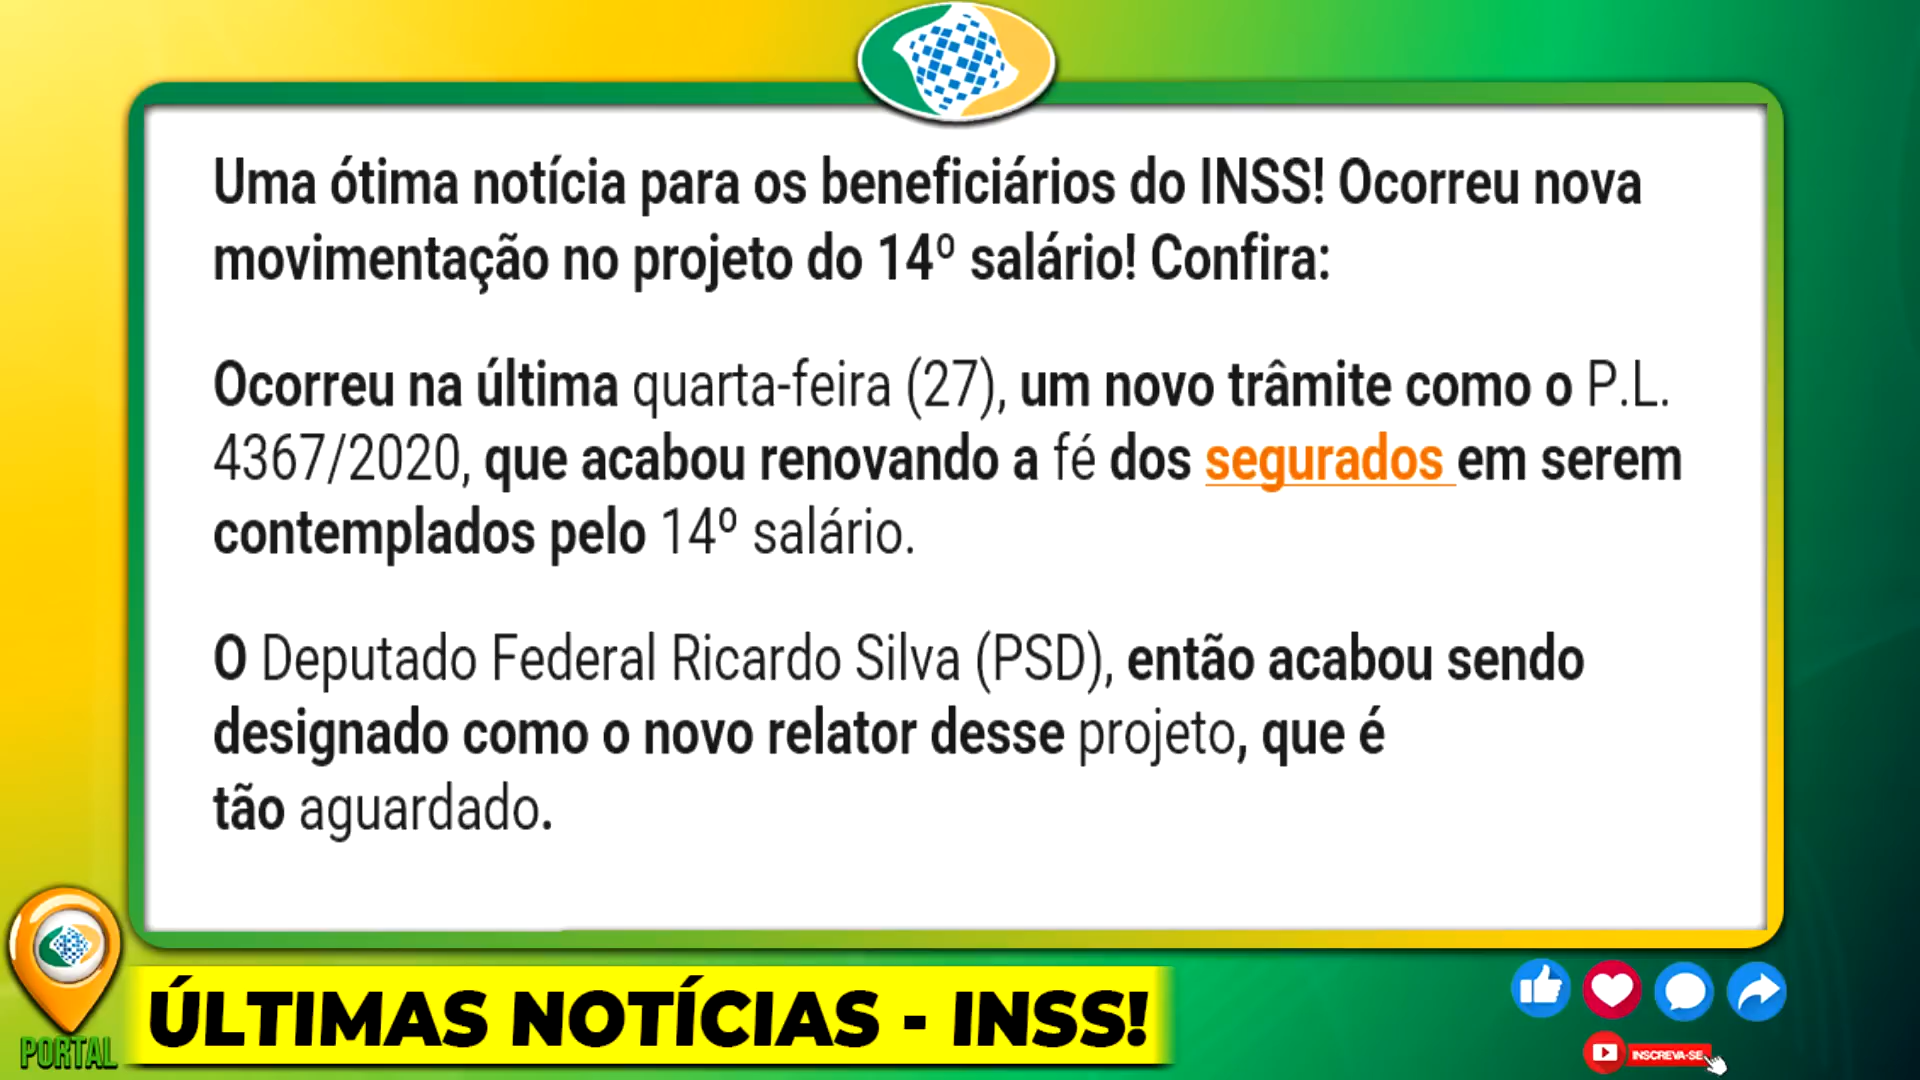 Uma ótima notícia para os beneficiários do INSS! Ocorreu nova
movimentação no projeto do 14º salário! Confira:
Ocorreu na última quarta-feira (27), um novo trâmite como o P.L.
4367/2020, que acabou renovando a fé dos segurados em serem
contemplados pelo 14º salário.
O Deputado Federal Ricardo Silva (PSD), então acabou sendo
designado como o novo relator desse projeto, que é
tão aguardado.
ÚLTIMAS NOTÍCIAS - INSS!
PORTAL
INSCREVA-SE